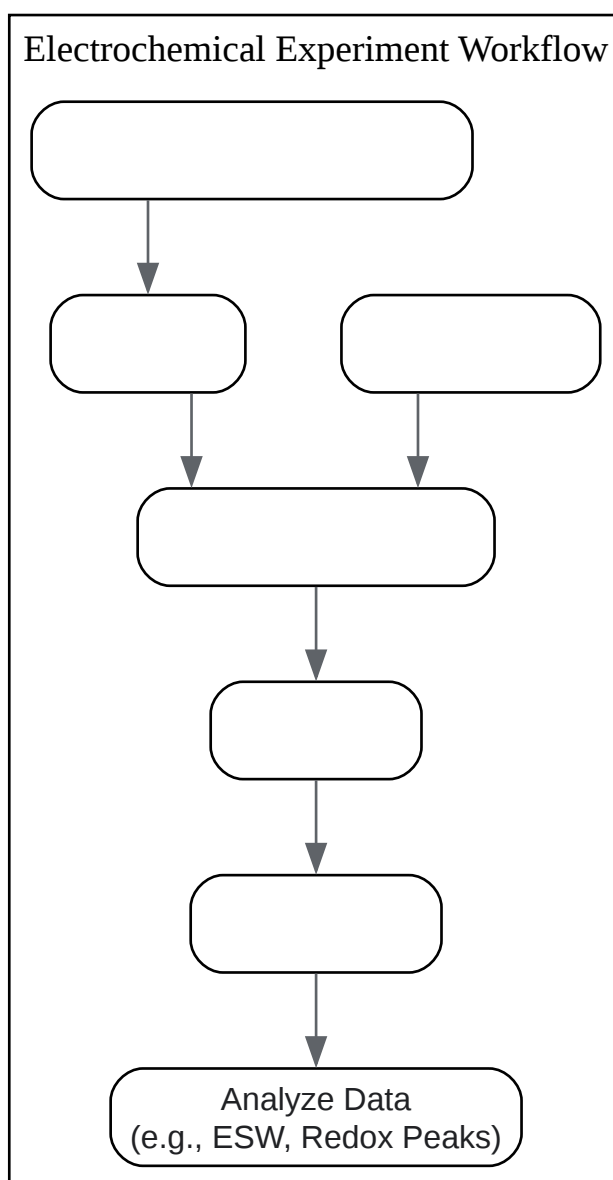 Electrochemical Experiment Workflow
Analyze Data
(e.g., ESW, Redox Peaks)